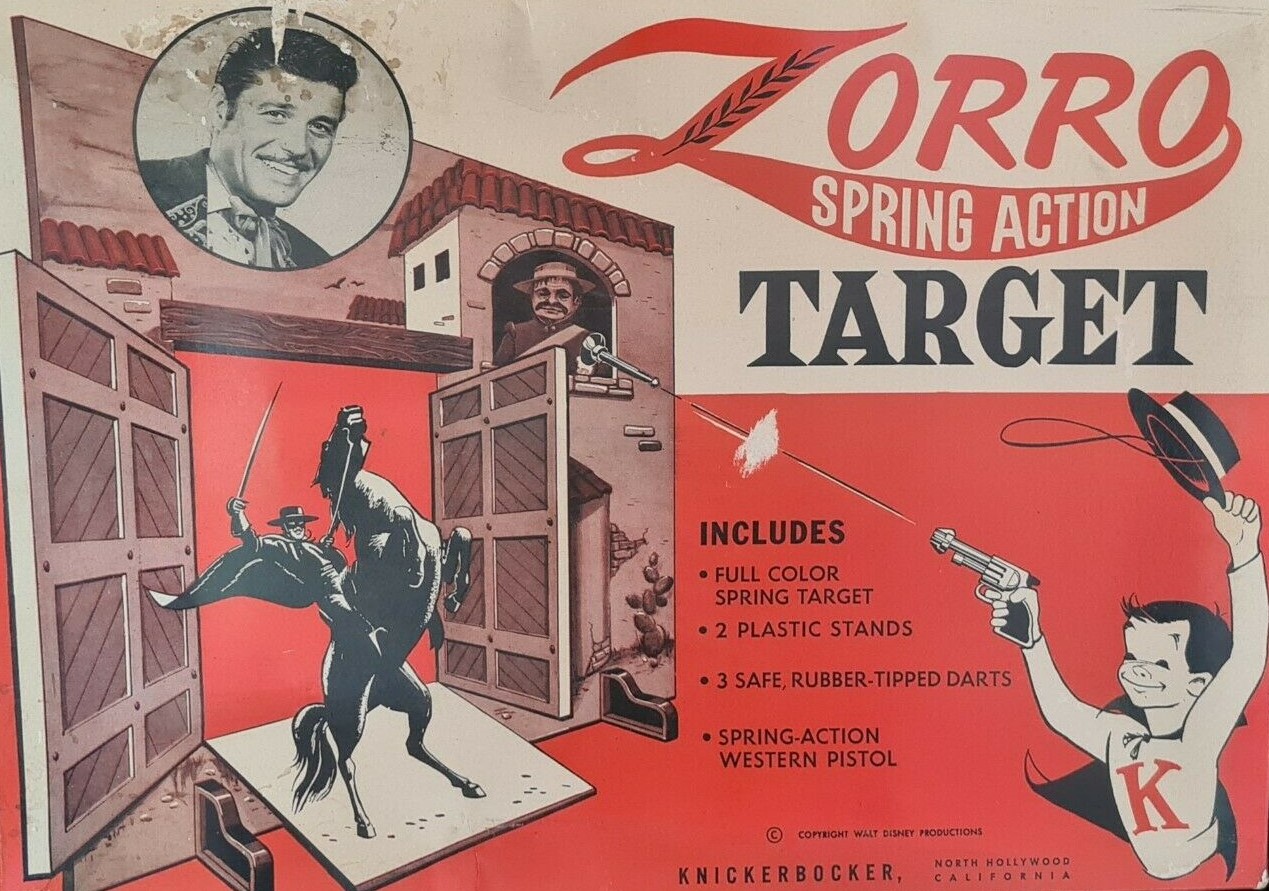 ZORRO
SPRING ACTION
TARGET
INCLUDES
• FULL COLOR
SPRING TARGET
• 2 PLASTIC STANDS
• 3 SAFE, RUBBER-TIPPED DARTS
• SPRING-ACTION
WESTERN PISTOL
K
© COPYRIGHT WALT DISNEY PRODUCTIONS
KNICKERBOCKER, NORTH HOLLYWOOD
CALIFORNIA